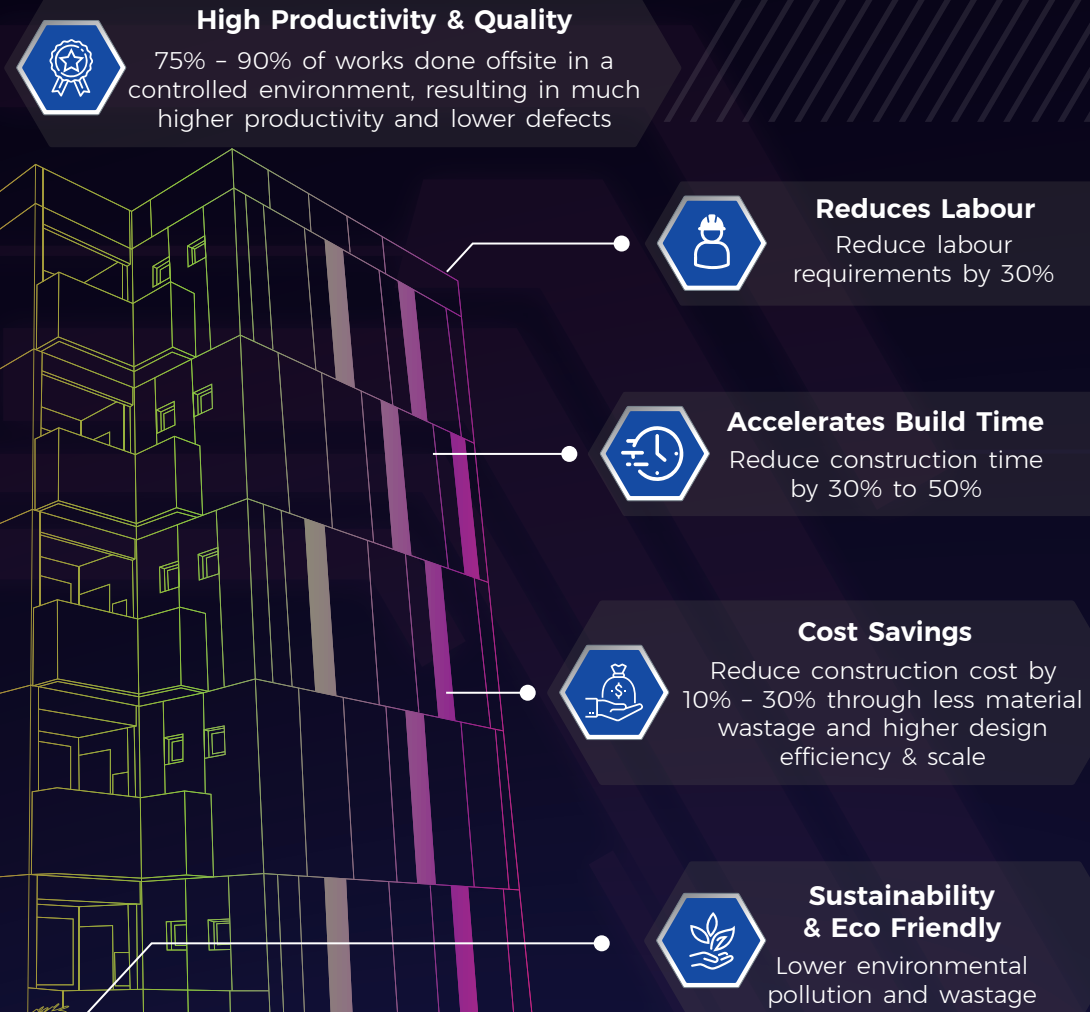 High Productivity & Quality
75% – 90% of works done offsite in a
controlled environment, resulting in much
higher productivity and lower defects
Reduces Labour
Reduce labour
requirements by 30%
Accelerates Build Time
Reduce construction time
by 30% to 50%
Cost Savings
Reduce construction cost by
10% – 30% through less material
wastage and higher design
efficiency & scale
Sustainability
& Eco Friendly
Lower environmental
pollution and wastage